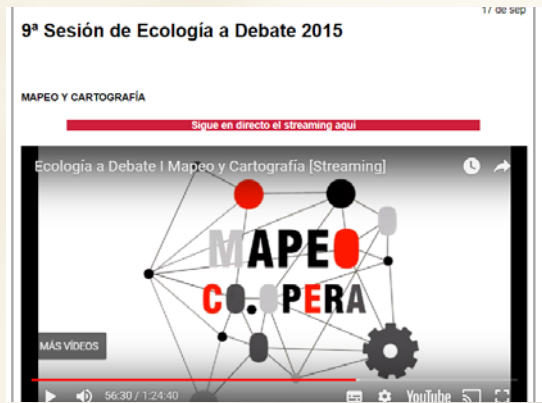 17 de sep
9ª Sesión de Ecología a Debate 2015
MAPEO Y CARTOGRAFÍA
Sigue en directo el streaming aquí
Ecología a Debate I Mapeo y Cartografía [Streaming]
MAPEO
CO.OPERA
MÁS VÍDEOS
56:30 / 1:24:40
YouTube